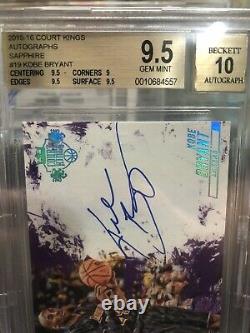 2015-16 COURT KINGS
AUTOGRAPHS
SAPPHIRE
#19 KOBE BRYANT
CENTERING 9.5 - CORNERS 9
EDGES 9.5 SURFACE 9.5
9.5
GEM MINT
0010684557
BECKETT
10
AUTOGRAPH
KOBE
BRYANT